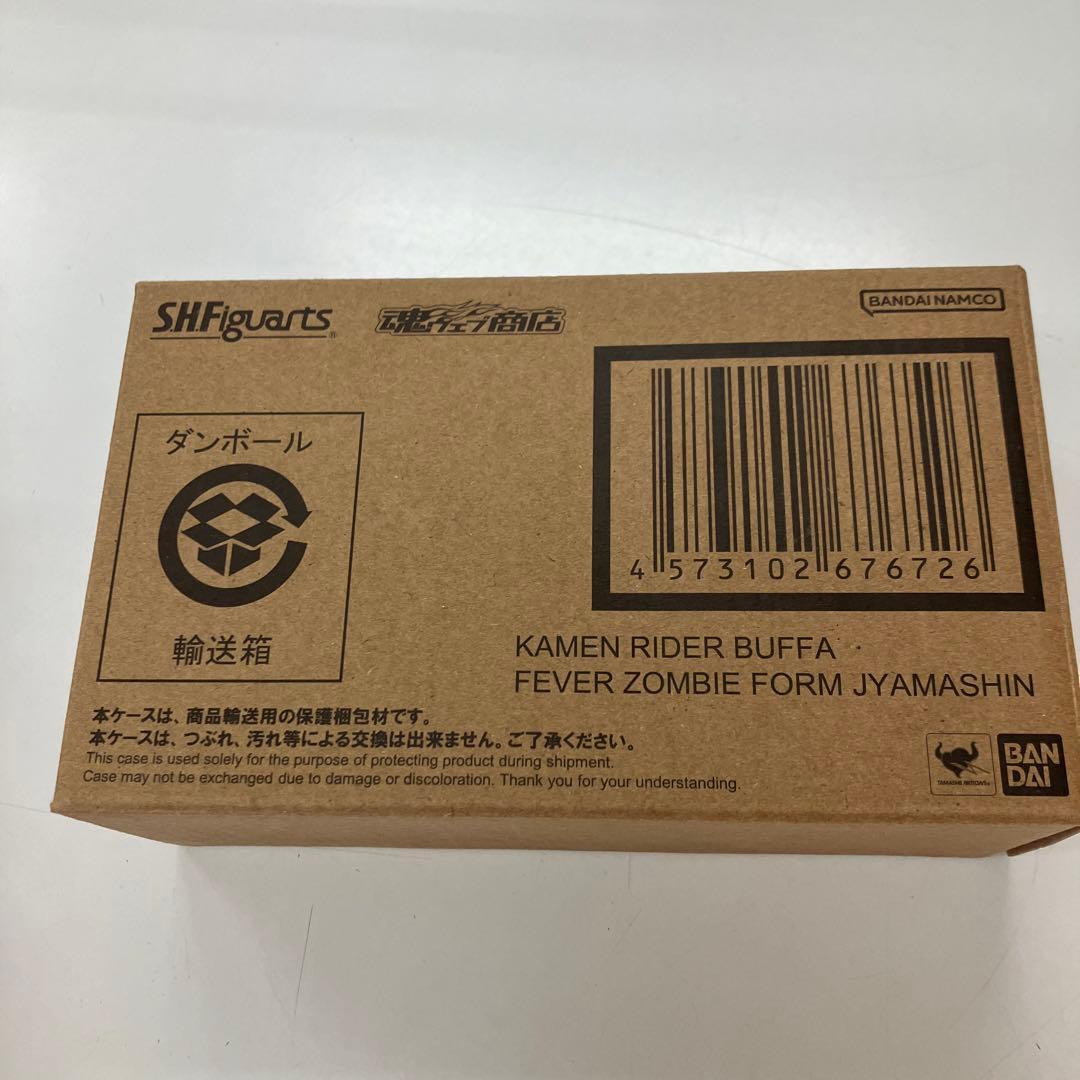 S.H.Figuarts®
魂ウェブ商店
BANDAI NAMCO
ダンボール
輸送箱
4 573102 676726
KAMEN RIDER BUFFA
FEVER ZOMBIE FORM JYAMASHIN
本ケースは、商品輸送用の保護梱包材です。
本ケースは、つぶれ、汚れ等による交換は出来ません。ご了承ください。
This case is used solely for the purpose of protecting product during shipment.
Case may not be exchanged due to damage or discoloration. Thank you for your understanding.
TAMASHII NATIONS
BAN
DAI